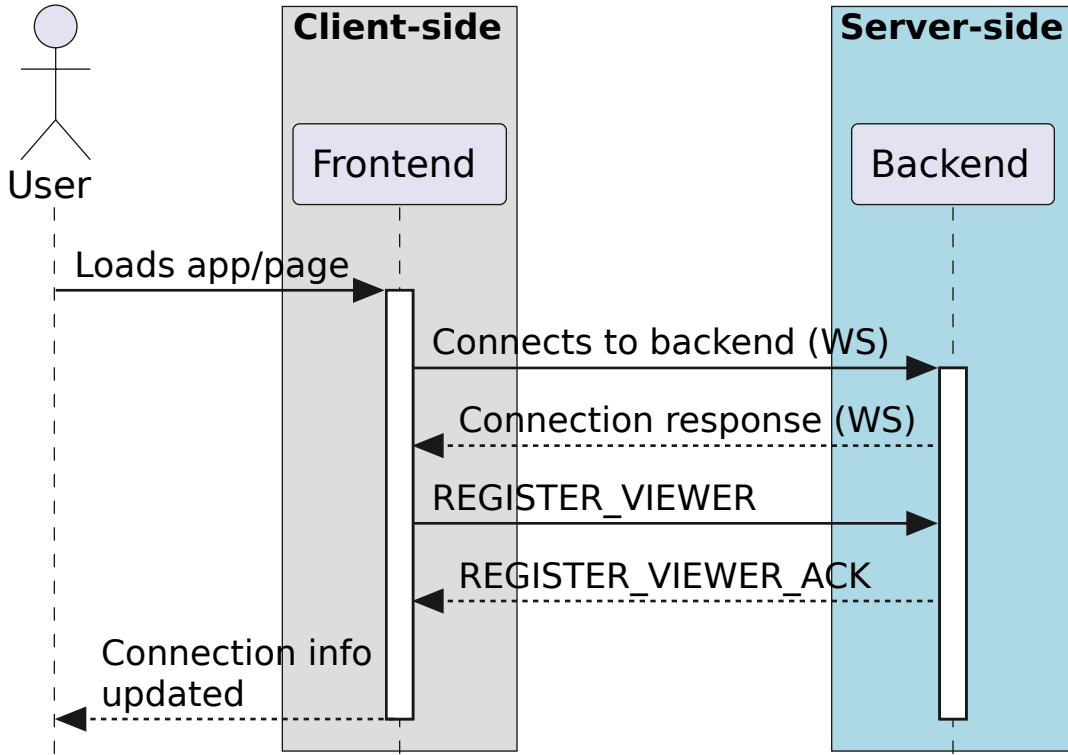 Client-side
Server-side
User
Frontend
Backend
Loads app/page
Connects to backend (WS)
Connection response (WS)
REGISTER_VIEWER
REGISTER_VIEWER_ACK
Connection info
updated